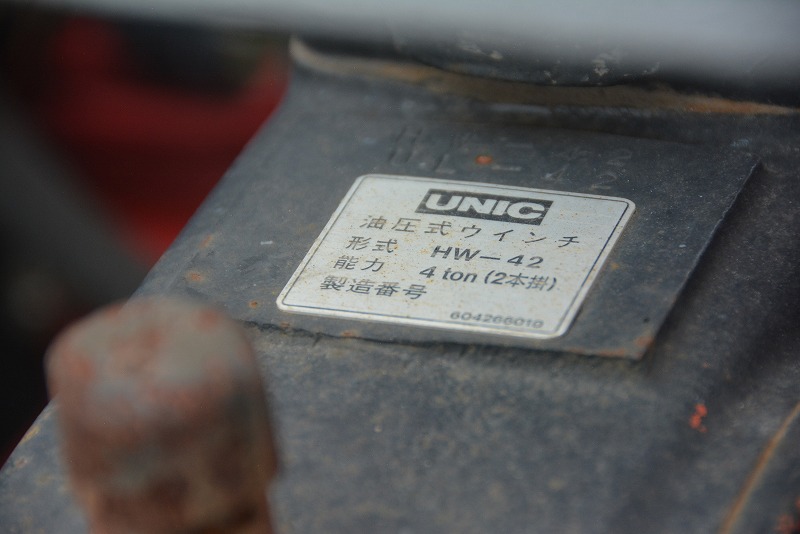 UNIC
油圧式ウインチ
形式 HW-42
能力 4 ton (2本掛)
製造番号
604266010